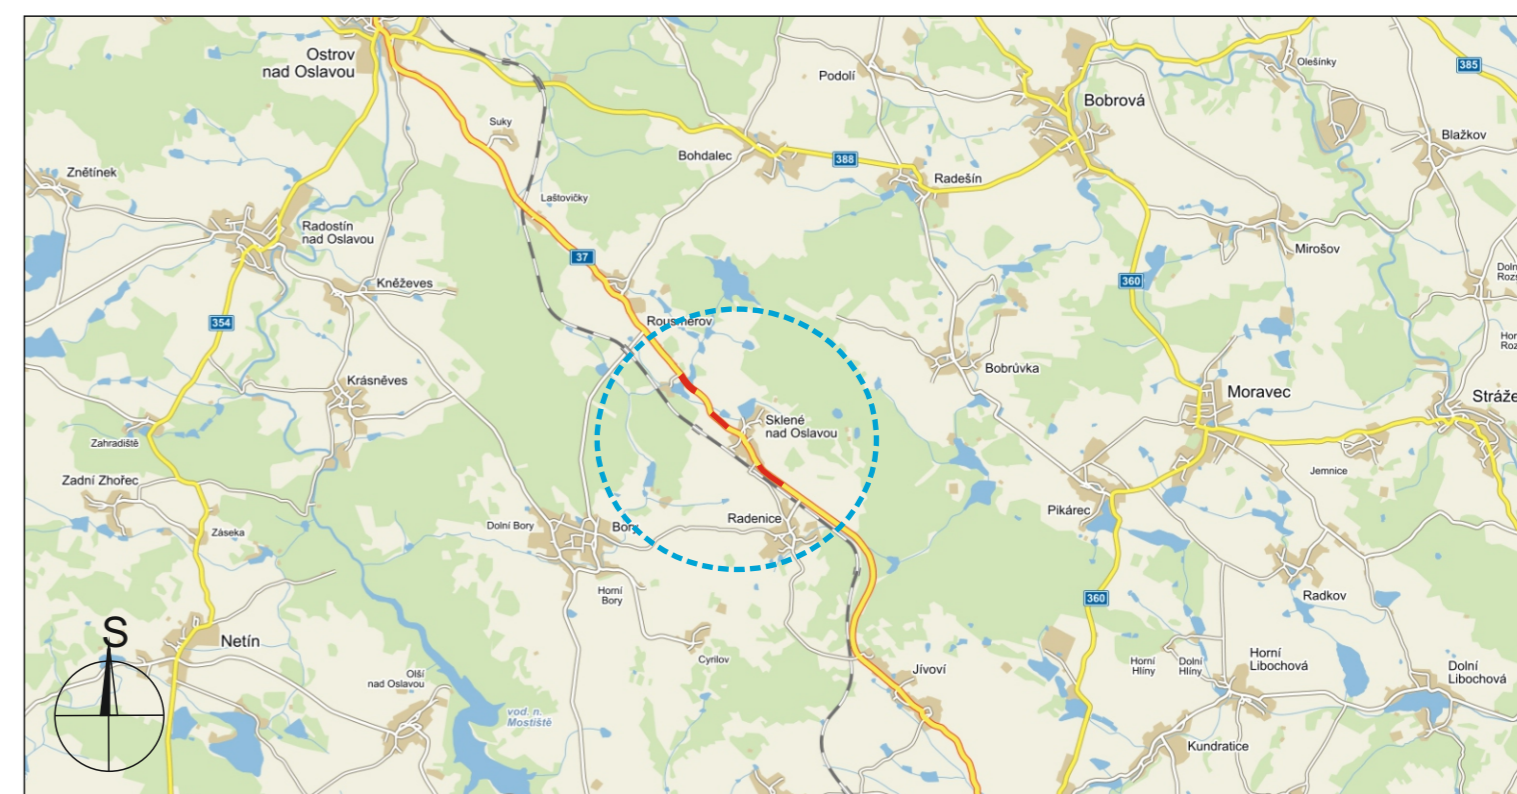 Ostrov
nad Oslavou
Podolí
Olešínky
385
Bobrová
Suky
Blažkov
Bohdalec
388
Znětínek
Radešín
Laštovičky
Radostín
nad Oslavou
Mirošov
37
Kněževes
360
354
Rousměrov
Bobrůvka
Krásněves
Moravec
Sklené
nad Oslavou
Zahradiště
Jemnice
Zadní Zhořec
Pikárec
Radenice
Dolní Bory
Bory
Záseka
Horní
Bory
360
Radkov
S
Netín
Cyrilov
Jívoví
Horní
Hlíny
Dolní
Hlíny
Horní
Libochová
Dolní
Libochová
Olší
nad Oslavou
vod. n.
Mostiště
Kundratice